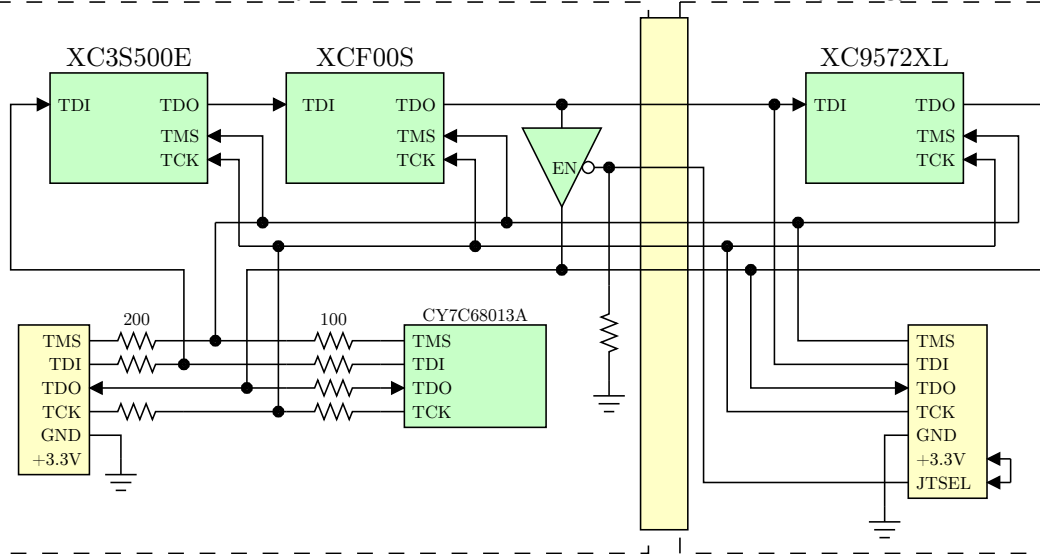 XC3S500E
XCF00S
XC9572XL
TDI TDO
TMS
TCK
TDI TDO
TMS
TCK
EN
TDI TDO
TMS
TCK
200
100
CY7C68013A
TMS
TDI
TDO
TCK
GND
+3.3V
TMS
TDI
TDO
TCK
TMS
TDI
TDO
TCK
GND
+3.3V
JTSEL